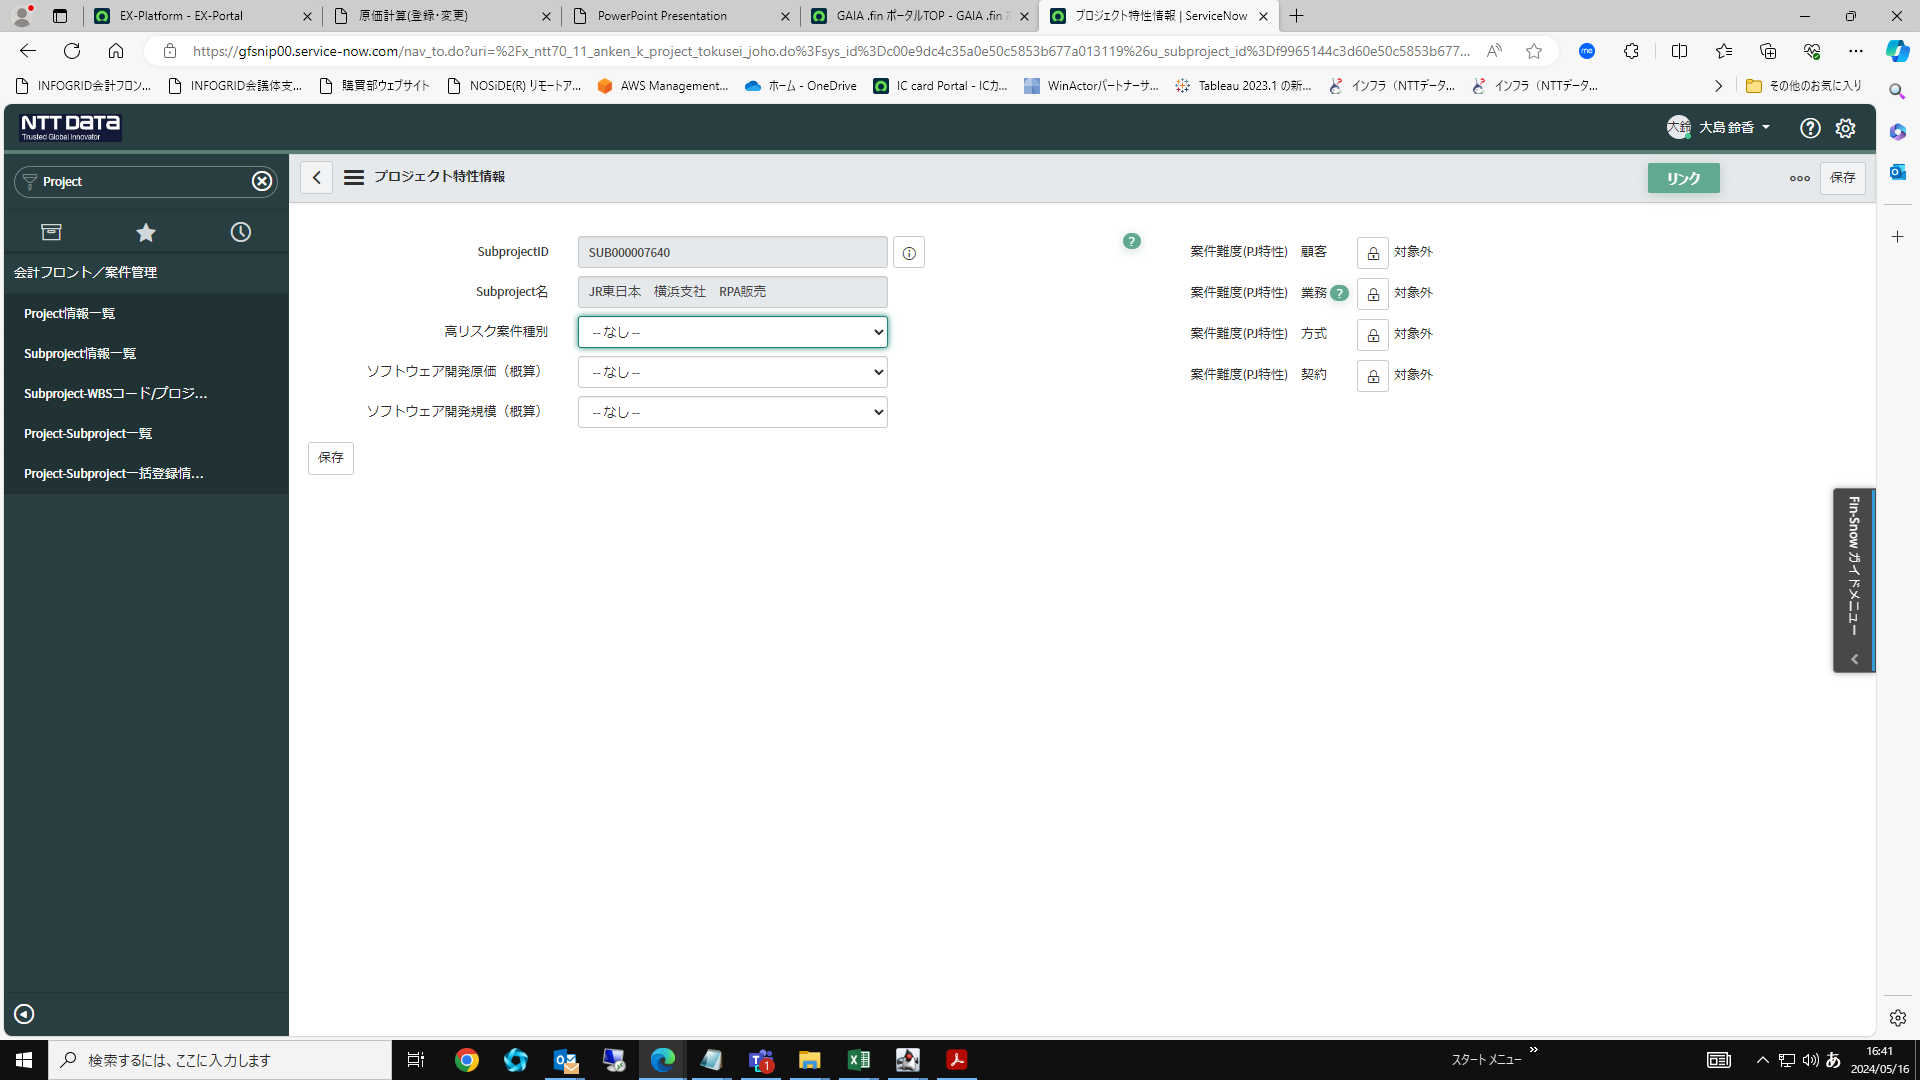 EX-Platform - EX-Portal
原価計算(登録・変更)
PowerPoint Presentation
GAIA .fin ポータルTOP - GAIA .fin
プロジェクト特性情報 | ServiceNow
https://gfsnip00.service-now.com/nav_to.do?uri=%2Fx_ntt70_11_anken_k_project_tokusei_joho.do%3Fsys_id%3Dc00e9dc4c35a0e50c5853b677a013119%26u_subproject_id%3Df9965144c3d60e50c5853b677...
INFOGRID会計フロン...
INFOGRID会議体支...
購買部ウェブサイト
NOSiDE(R) リモートア...
AWS Management...
ホーム - OneDrive
IC card Portal - ICカ...
WinActorパートナーサ...
Tableau 2023.1 の新...
インフラ（NTTデータ...
インフラ（NTTデータ...
その他のお気に入り
NTT DATA
Trusted Global Innovator
大鈴 大島 鈴香
Project
プロジェクト特性情報
リンク
保存
会計フロント／案件管理
Project情報一覧
Subproject情報一覧
Subproject-WBSコード/プロジ...
Project-Subproject一覧
Project-Subproject一括登録情...
SubprojectID
SUB000007640
Subproject名
JR東日本　横浜支社　RPA販売
高リスク案件種別
-- なし --
ソフトウェア開発原価（概算）
-- なし --
ソフトウェア開発規模（概算）
-- なし --
保存
案件難度(PJ特性)　顧客
対象外
案件難度(PJ特性)　業務
対象外
案件難度(PJ特性)　方式
対象外
案件難度(PJ特性)　契約
対象外
Fin-Snow ガイドメニュー
検索するには、ここに入力します
1
スタート メニュー
あ
16:41
2024/05/16